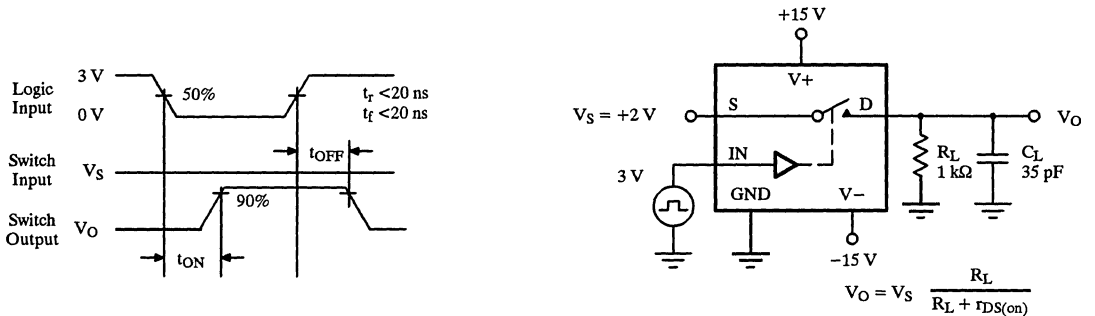 Logic Input
3 V
0 V
50%
tr <20 ns
tf <20 ns
Switch Input
VS
tOFF
Switch Output
VO
90%
tON
+15 V
V+
VS = +2 V
S
D
VO
IN
3 V
GND
V−
RL
1 kΩ
CL
35 pF
−15 V
VO = VS RL / RL + rDS(on)